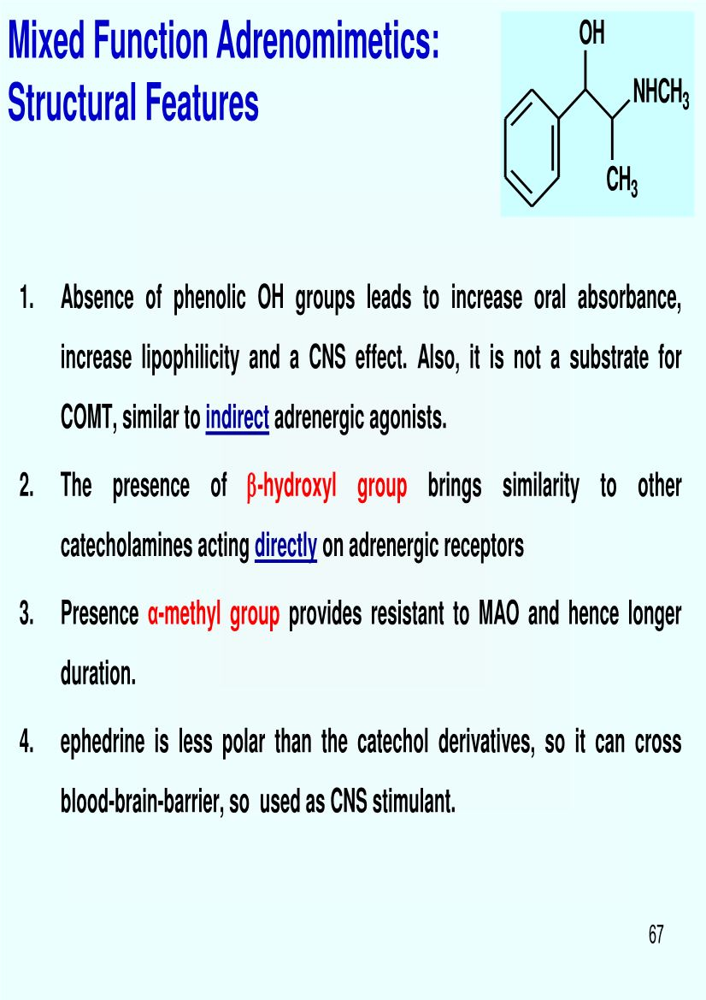 Mixed Function Adrenomimetics:
Structural Features
OH
NHCH3
CH3
1. Absence of phenolic OH groups leads to increase oral absorbance,
increase lipophilicity and a CNS effect. Also, it is not a substrate for
COMT, similar to indirect adrenergic agonists.
2. The presence of β-hydroxyl group brings similarity to other
catecholamines acting directly on adrenergic receptors
3. Presence α-methyl group provides resistant to MAO and hence longer
duration.
4. ephedrine is less polar than the catechol derivatives, so it can cross
blood-brain-barrier, so used as CNS stimulant.
67